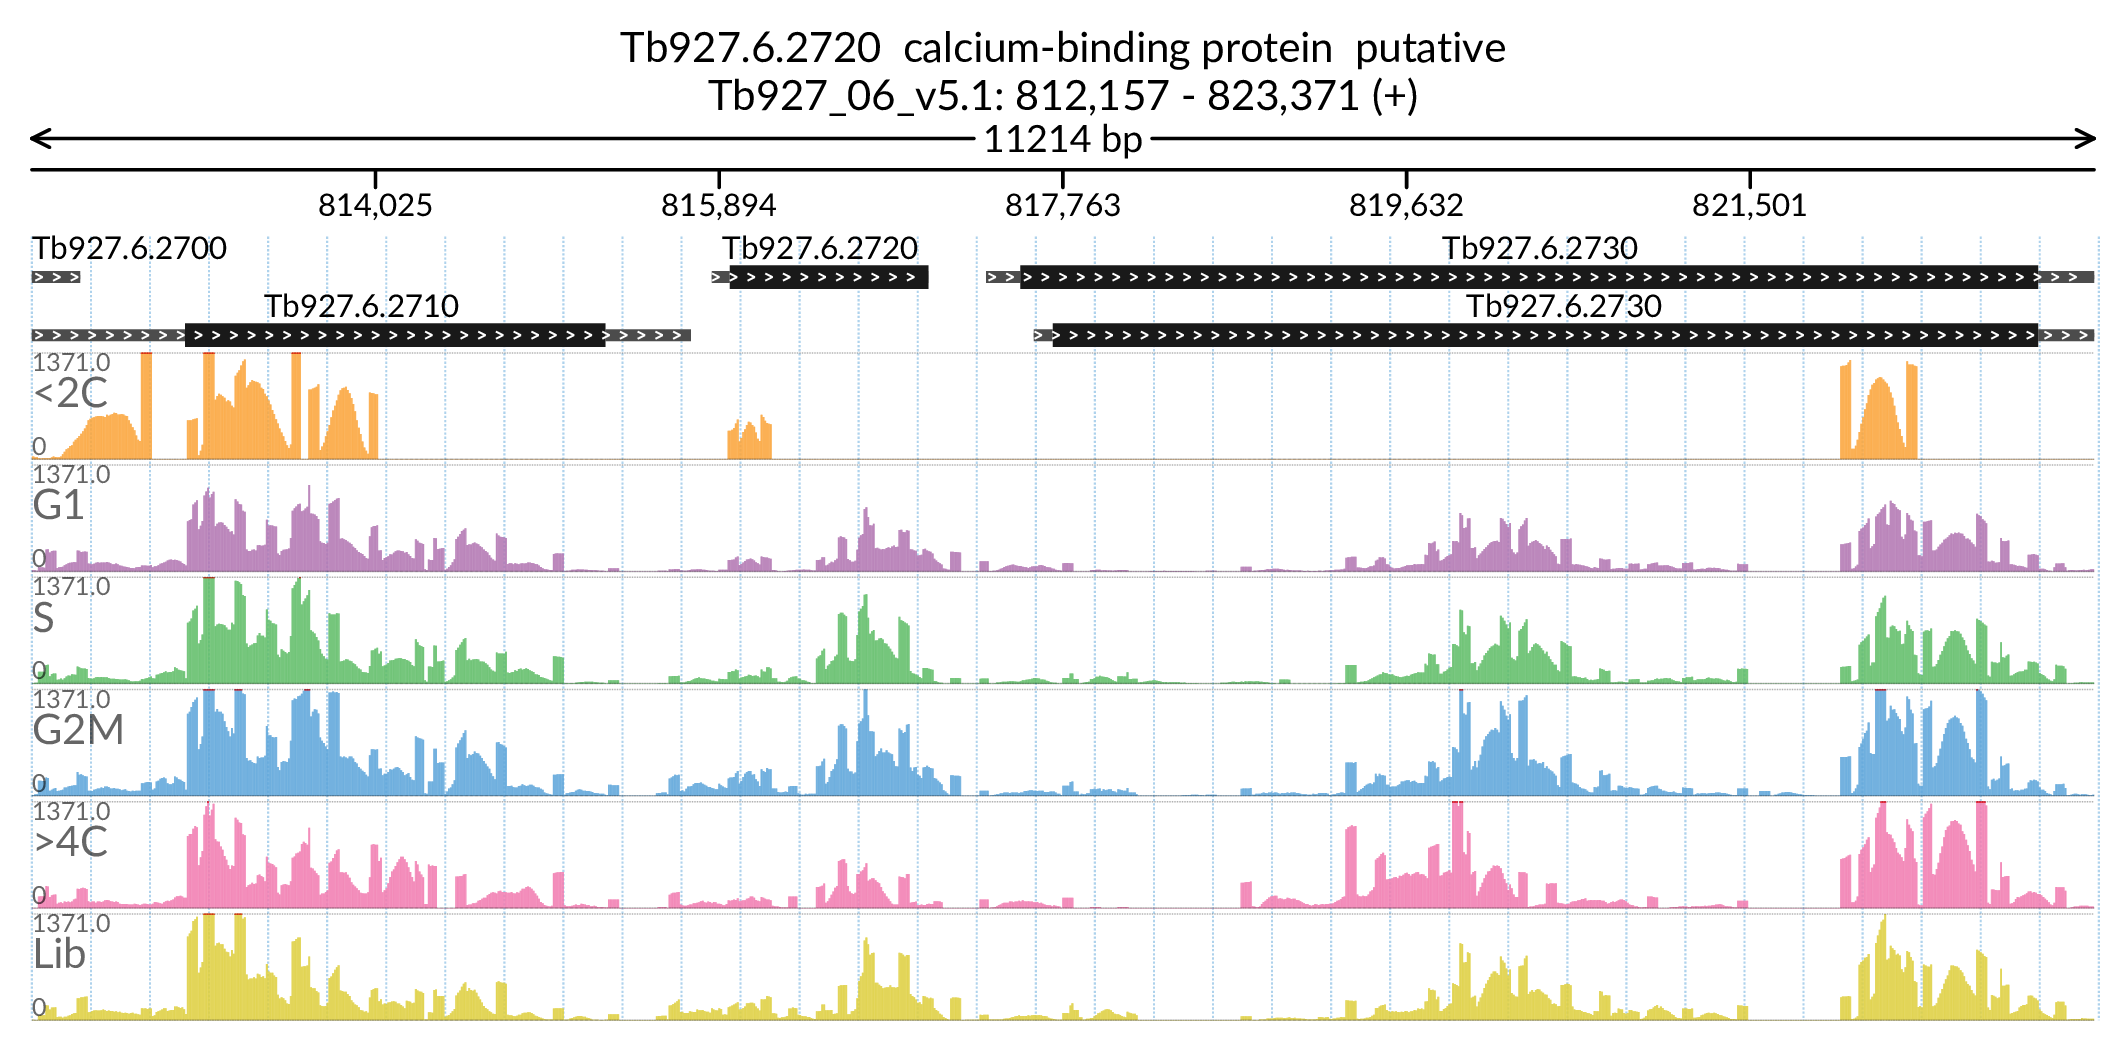 Tb927.6.2720  calcium-binding protein  putative
Tb927_06_v5.1: 812,157 - 823,371 (+)
11214 bp
814,025 815,894 817,763 819,632 821,501
Tb927.6.2700 Tb927.6.2720 Tb927.6.2730
Tb927.6.2710 Tb927.6.2730
1371.0
<2C
0
1371.0
G1
0
1371.0
S
0
1371.0
G2M
0
1371.0
>4C
0
1371.0
Lib
0